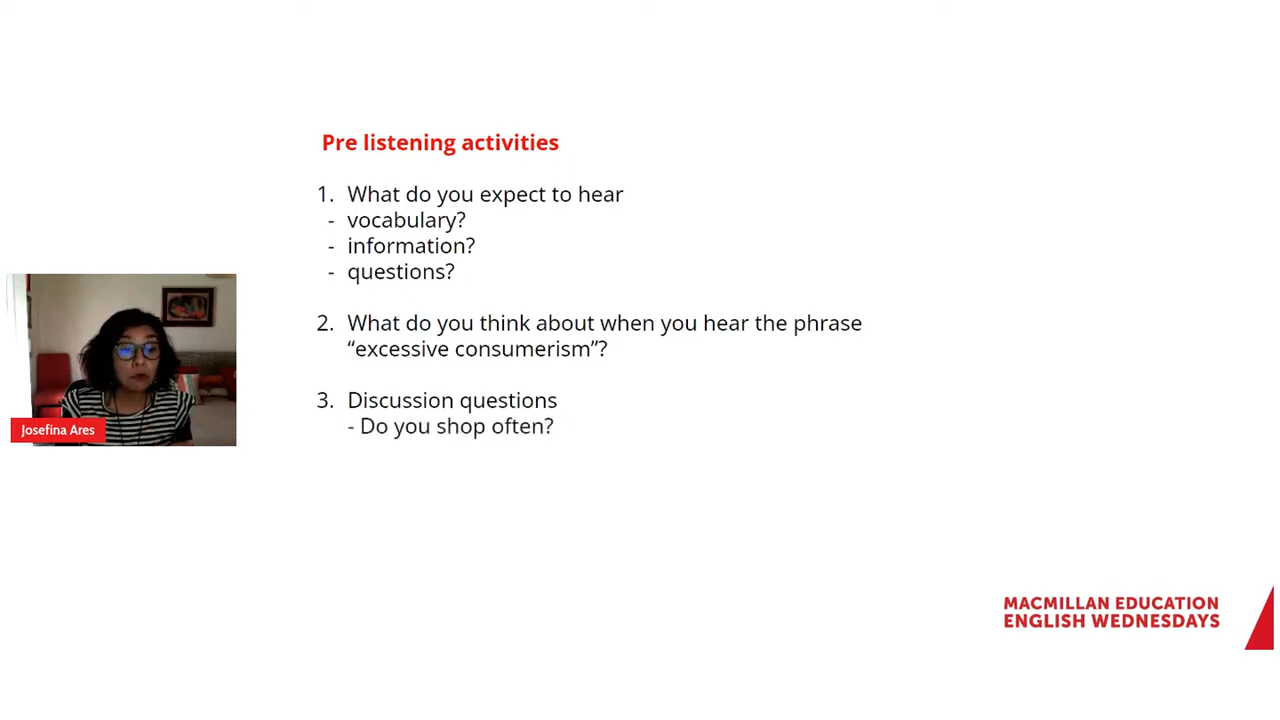 Pre listening activities
1. What do you expect to hear
- vocabulary?
- information?
- questions?
2. What do you think about when you hear the phrase
“excessive consumerism”?
3. Discussion questions
- Do you shop often?
Josefina Ares
MACMILLAN EDUCATION
ENGLISH WEDNESDAYS